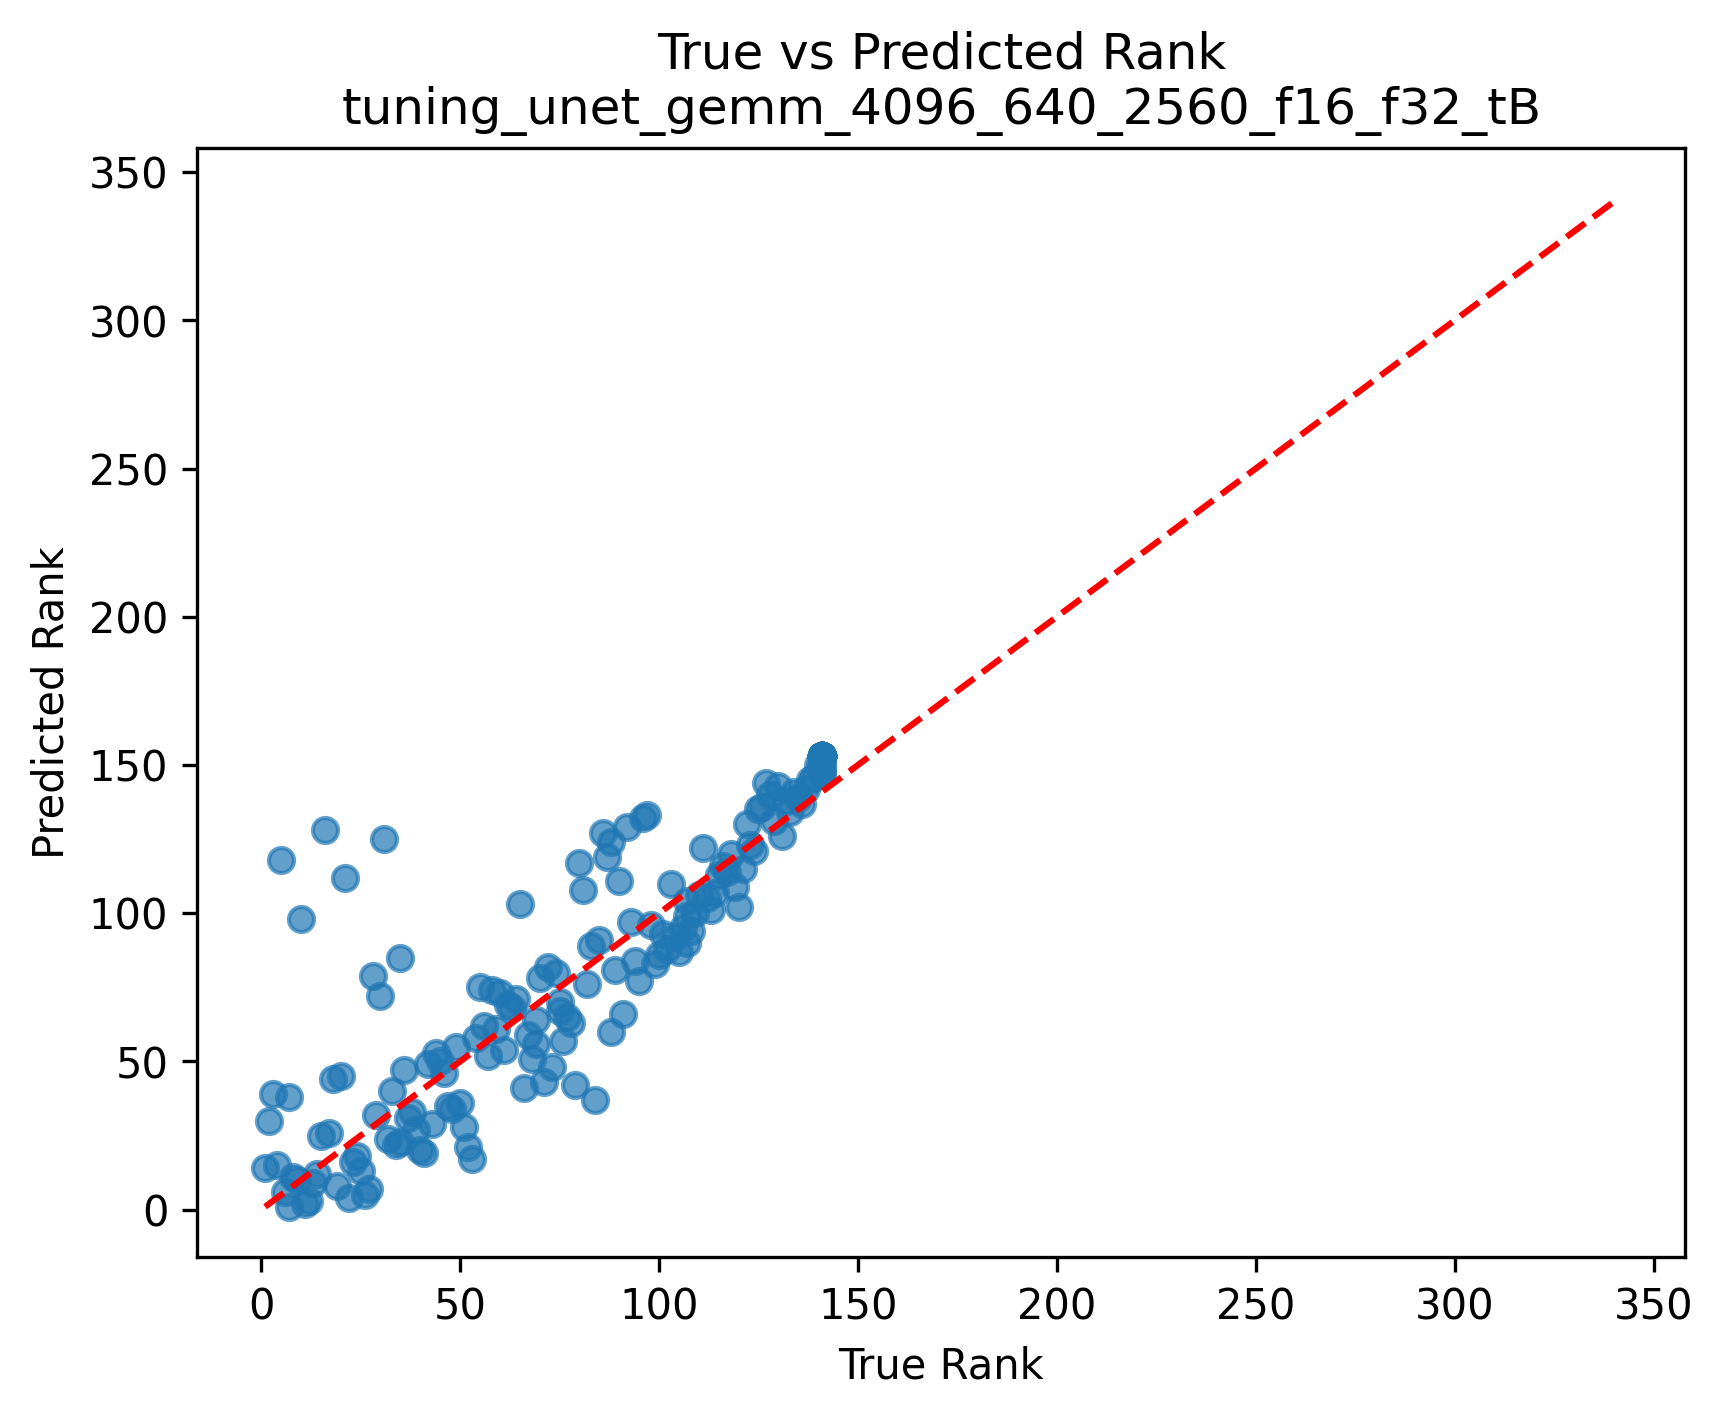 True vs Predicted Rank
tuning_unet_gemm_4096_640_2560_f16_f32_tB
350
300
250
200
150
100
50
0
Predicted Rank
0 50 100 150 200 250 300 350
True Rank